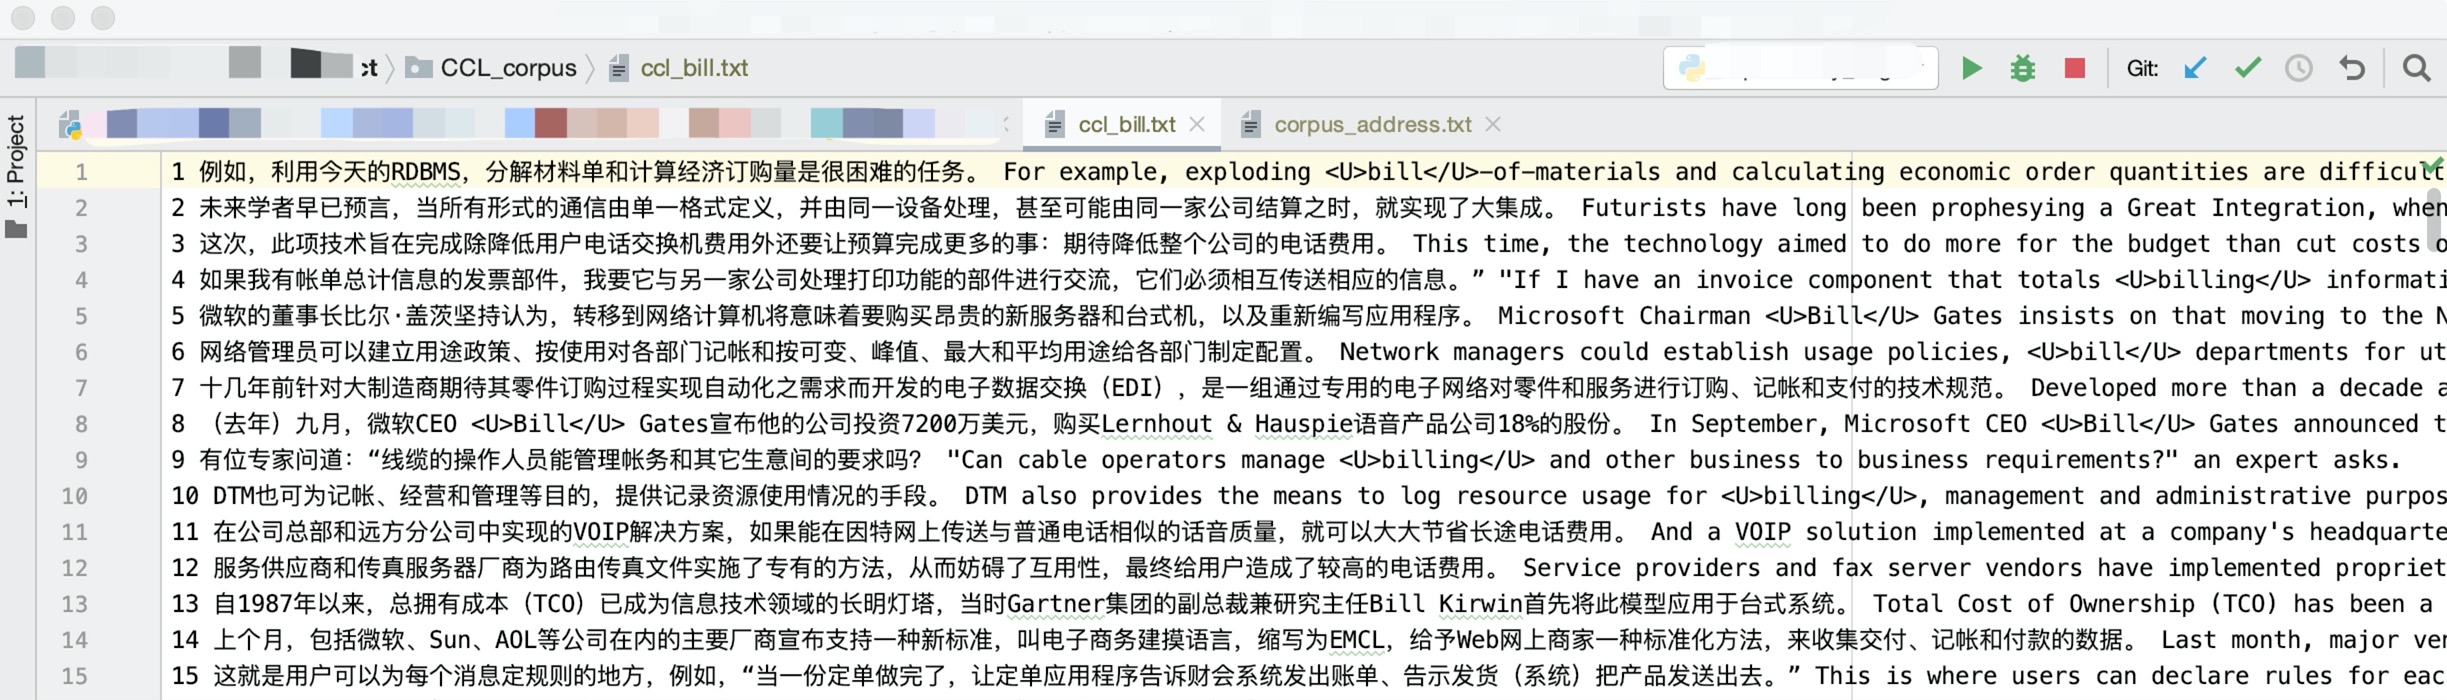 ct › CCL_corpus › ccl_bill.txt Git:
ccl_bill.txt corpus_address.txt
1: Project
1 1 例如，利用今天的RDBMS，分解材料单和计算经济订购量是很困难的任务。 For example, exploding <U>bill</U>-of-materials and calculating economic order quantities are difficult
2 2 未来学者早已预言，当所有形式的通信由单一格式定义，并由同一设备处理，甚至可能由同一家公司结算之时，就实现了大集成。 Futurists have long been prophesying a Great Integration, when
3 3 这次，此项技术旨在完成除降低用户电话交换机费用外还要让预算完成更多的事：期待降低整个公司的电话费用。 This time, the technology aimed to do more for the budget than cut costs o
4 4 如果我有帐单总计信息的发票部件，我要它与另一家公司处理打印功能的部件进行交流，它们必须相互传送相应的信息。” "If I have an invoice component that totals <U>billing</U> informati
5 5 微软的董事长比尔·盖茨坚持认为，转移到网络计算机将意味着要购买昂贵的新服务器和台式机，以及重新编写应用程序。 Microsoft Chairman <U>Bill</U> Gates insists on that moving to the N
6 6 网络管理员可以建立用途政策、按使用对各部门记帐和按可变、峰值、最大和平均用途给各部门制定配置。 Network managers could establish usage policies, <U>bill</U> departments for ut
7 7 十几年前针对大制造商期待其零件订购过程实现自动化之需求而开发的电子数据交换（EDI），是一组通过专用的电子网络对零件和服务进行订购、记帐和支付的技术规范。 Developed more than a decade a
8 8 （去年）九月，微软CEO <U>Bill</U> Gates宣布他的公司投资7200万美元，购买Lernhout & Hauspie语音产品公司18%的股份。 In September, Microsoft CEO <U>Bill</U> Gates announced t
9 9 有位专家问道：“线缆的操作人员能管理帐务和其它生意间的要求吗？ "Can cable operators manage <U>billing</U> and other business to business requirements?" an expert asks.
10 10 DTM也可为记帐、经营和管理等目的，提供记录资源使用情况的手段。 DTM also provides the means to log resource usage for <U>billing</U>, management and administrative purpos
11 11 在公司总部和远方分公司中实现的VOIP解决方案，如果能在因特网上传送与普通电话相似的话音质量，就可以大大节省长途电话费用。 And a VOIP solution implemented at a company's headquarte
12 12 服务供应商和传真服务器厂商为路由传真文件实施了专有的方法，从而妨碍了互用性，最终给用户造成了较高的电话费用。 Service providers and fax server vendors have implemented propriet
13 13 自1987年以来，总拥有成本（TCO）已成为信息技术领域的长明灯塔，当时Gartner集团的副总裁兼研究主任Bill Kirwin首先将此模型应用于台式系统。 Total Cost of Ownership (TCO) has been a
14 14 上个月，包括微软、Sun、AOL等公司在内的主要厂商宣布支持一种新标准，叫电子商务建摸语言，缩写为EMCL，给予Web网上商家一种标准化方法，来收集交付、记帐和付款的数据。 Last month, major ven
15 15 这就是用户可以为每个消息定规则的地方，例如，“当一份定单做完了，让定单应用程序告诉财会系统发出账单、告示发货（系统）把产品发送出去。” This is where users can declare rules for eac